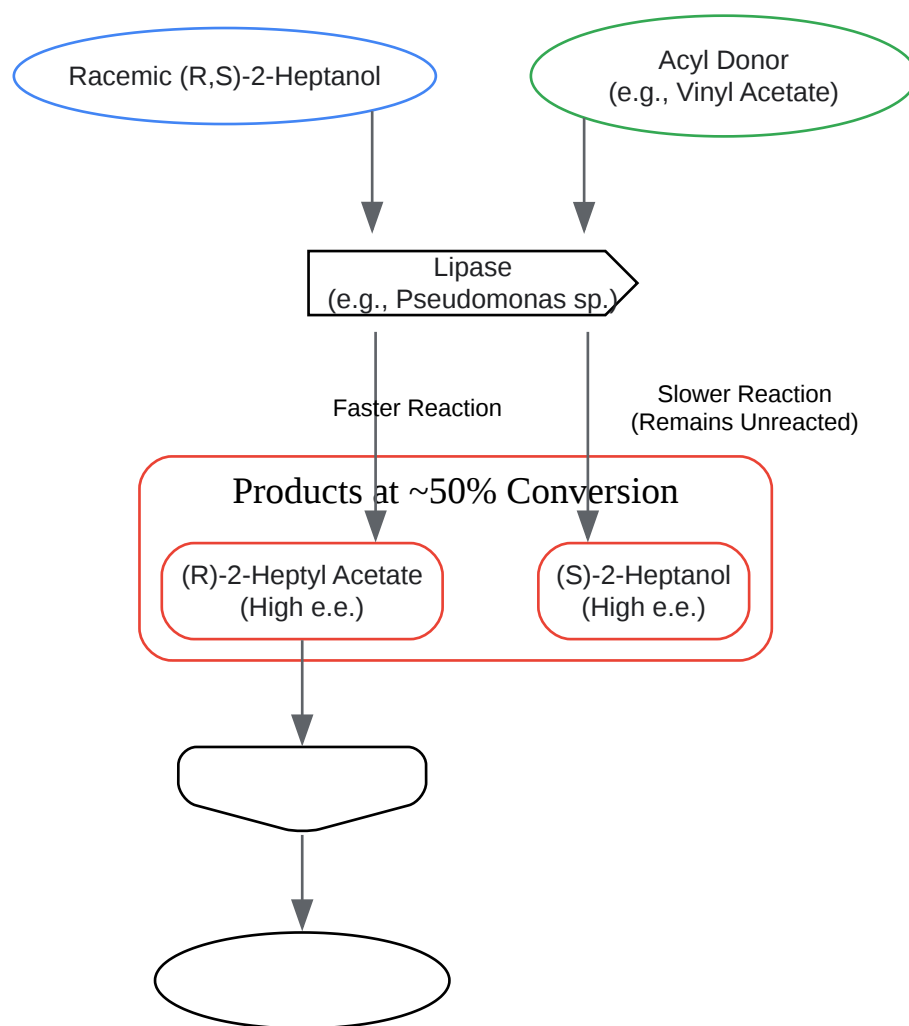 Racemic (R,S)-2-Heptanol
Acyl Donor
(e.g., Vinyl Acetate)
Lipase
(e.g., Pseudomonas sp.)
Faster Reaction
Slower Reaction
(Remains Unreacted)
Products at ~50% Conversion
(R)-2-Heptyl Acetate
(High e.e.)
(S)-2-Heptanol
(High e.e.)